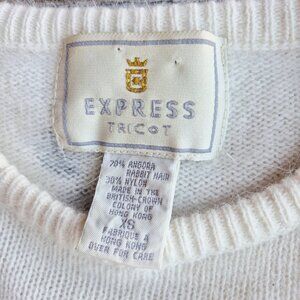 EXPRESS
TRICOT
70% ANGORA
RABBIT HAIR
30% NYLON
MADE IN THE
BRITISH CROWN
COLONY OF
HONG KONG
XS
FABRIQUE A
HONG KONG
OVER FOR CARE